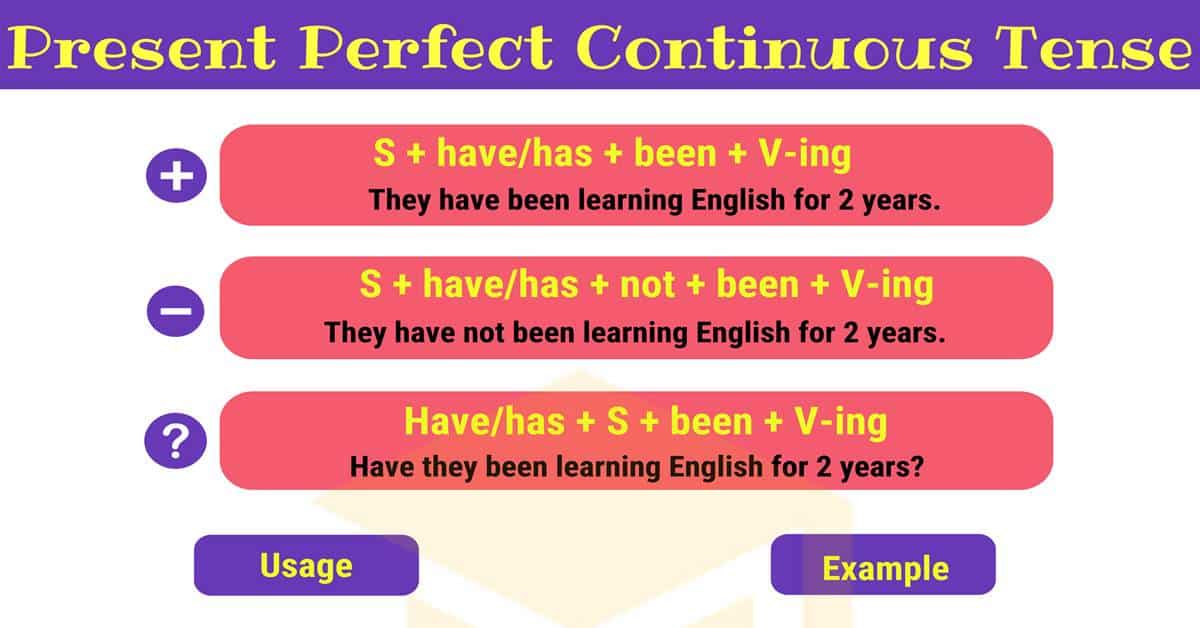 Present Perfect Continuous Tense
+
S + have/has + been + V-ing
They have been learning English for 2 years.
−
S + have/has + not + been + V-ing
They have not been learning English for 2 years.
?
Have/has + S + been + V-ing
Have they been learning English for 2 years?
Usage
Example